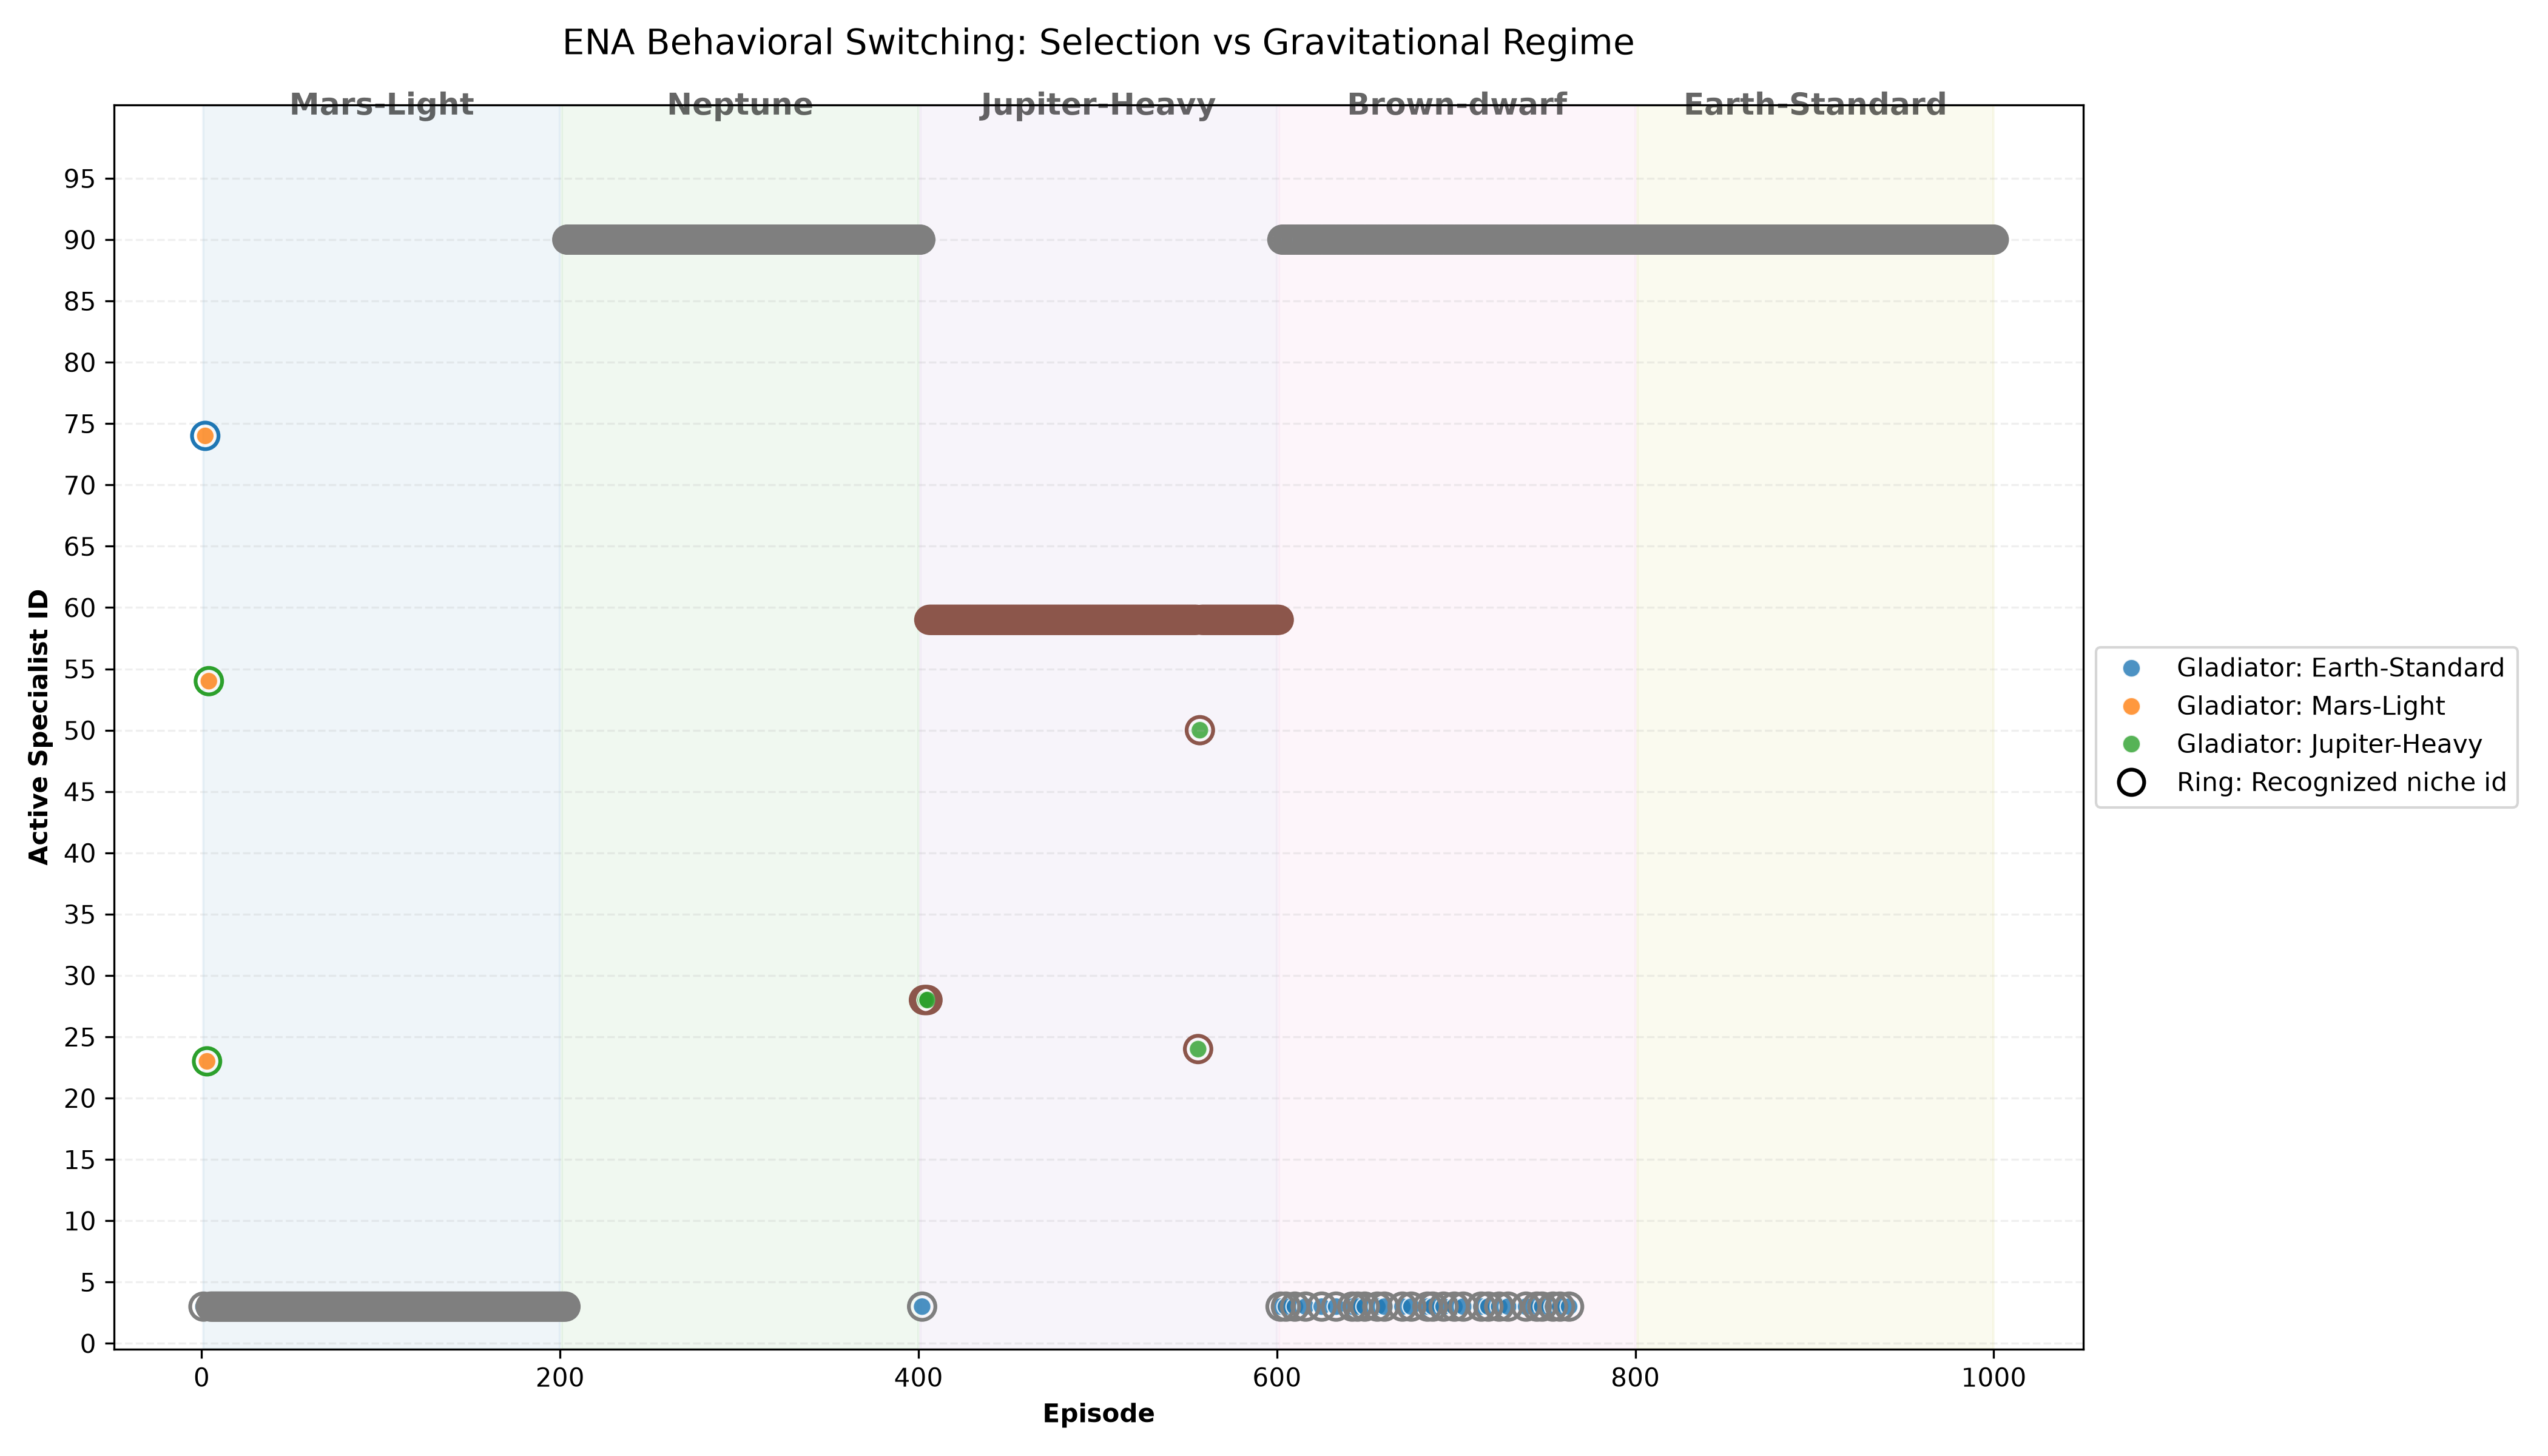 ENA Behavioral Switching: Selection vs Gravitational Regime
Mars-Light Neptune Jupiter-Heavy Brown-dwarf Earth-Standard
95
90
85
80
75
70
65
60
55
50
45
40
35
30
25
20
15
10
5
0
Active Specialist ID
0 200 400 600 800 1000
Episode
Gladiator: Earth-Standard
Gladiator: Mars-Light
Gladiator: Jupiter-Heavy
Ring: Recognized niche id